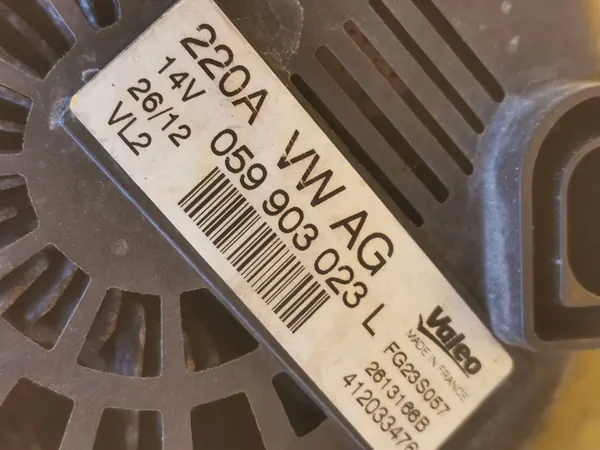 220A VW AG
14V 059 903 023 L
26/12
VL2
Valeo
MADE IN FRANCE
FG23S057
2613166B
412033476